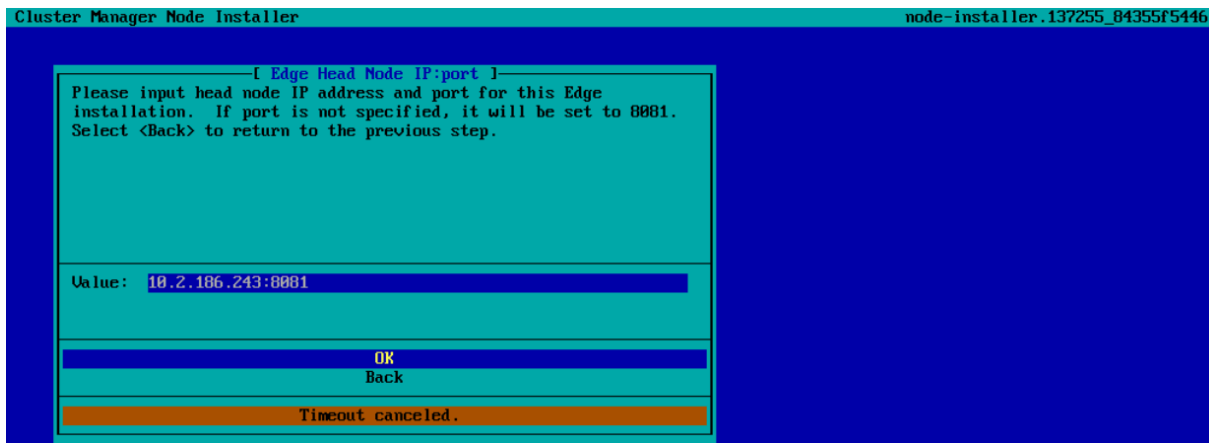 Cluster Manager Node Installer node-installer.137255_84355f5446
[ Edge Head Node IP:port ]
Please input head node IP address and port for this Edge
installation. If port is not specified, it will be set to 8081.
Select <Back> to return to the previous step.
Value: 10.2.186.243:8081
OK
Back
Timeout canceled.